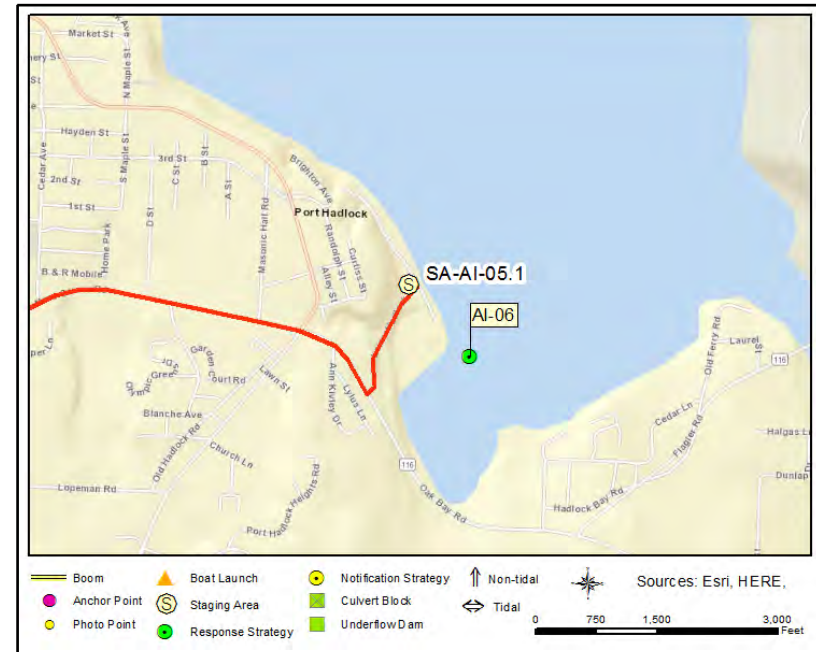 Market St
N Maple St
Cedar Ave
Hayden St
S Maple St
3rd St
2nd St
1st St
B St
C St
A St
D St
Home Park
B & R Mobile
Masonic Hall Rd
Brighton Ave
Port Hadlock
Randolph St
Curtiss St
Alley St
SA-AI-05.1
AI-06
S
Old Ferry Rd
Laurel St
116
Garden Court Rd
Lawn St
Ann Kivley Dr
Lylus Ln
Blanche Ave
Old Hadlock Rd
Church Ln
Lopeman Rd
Port Hadlock Heights Rd
116
Oak Bay Rd
Cedar Ln
Flagler Rd
Hadlock Bay Rd
Halgas Ln
Dunlap
Boom
Boat Launch
Notification Strategy
Non-tidal
Sources: Esri, HERE,
Anchor Point
S Staging Area
Culvert Block
Tidal
Photo Point
Response Strategy
Underflow Dam
0 750 1,500 3,000
Feet